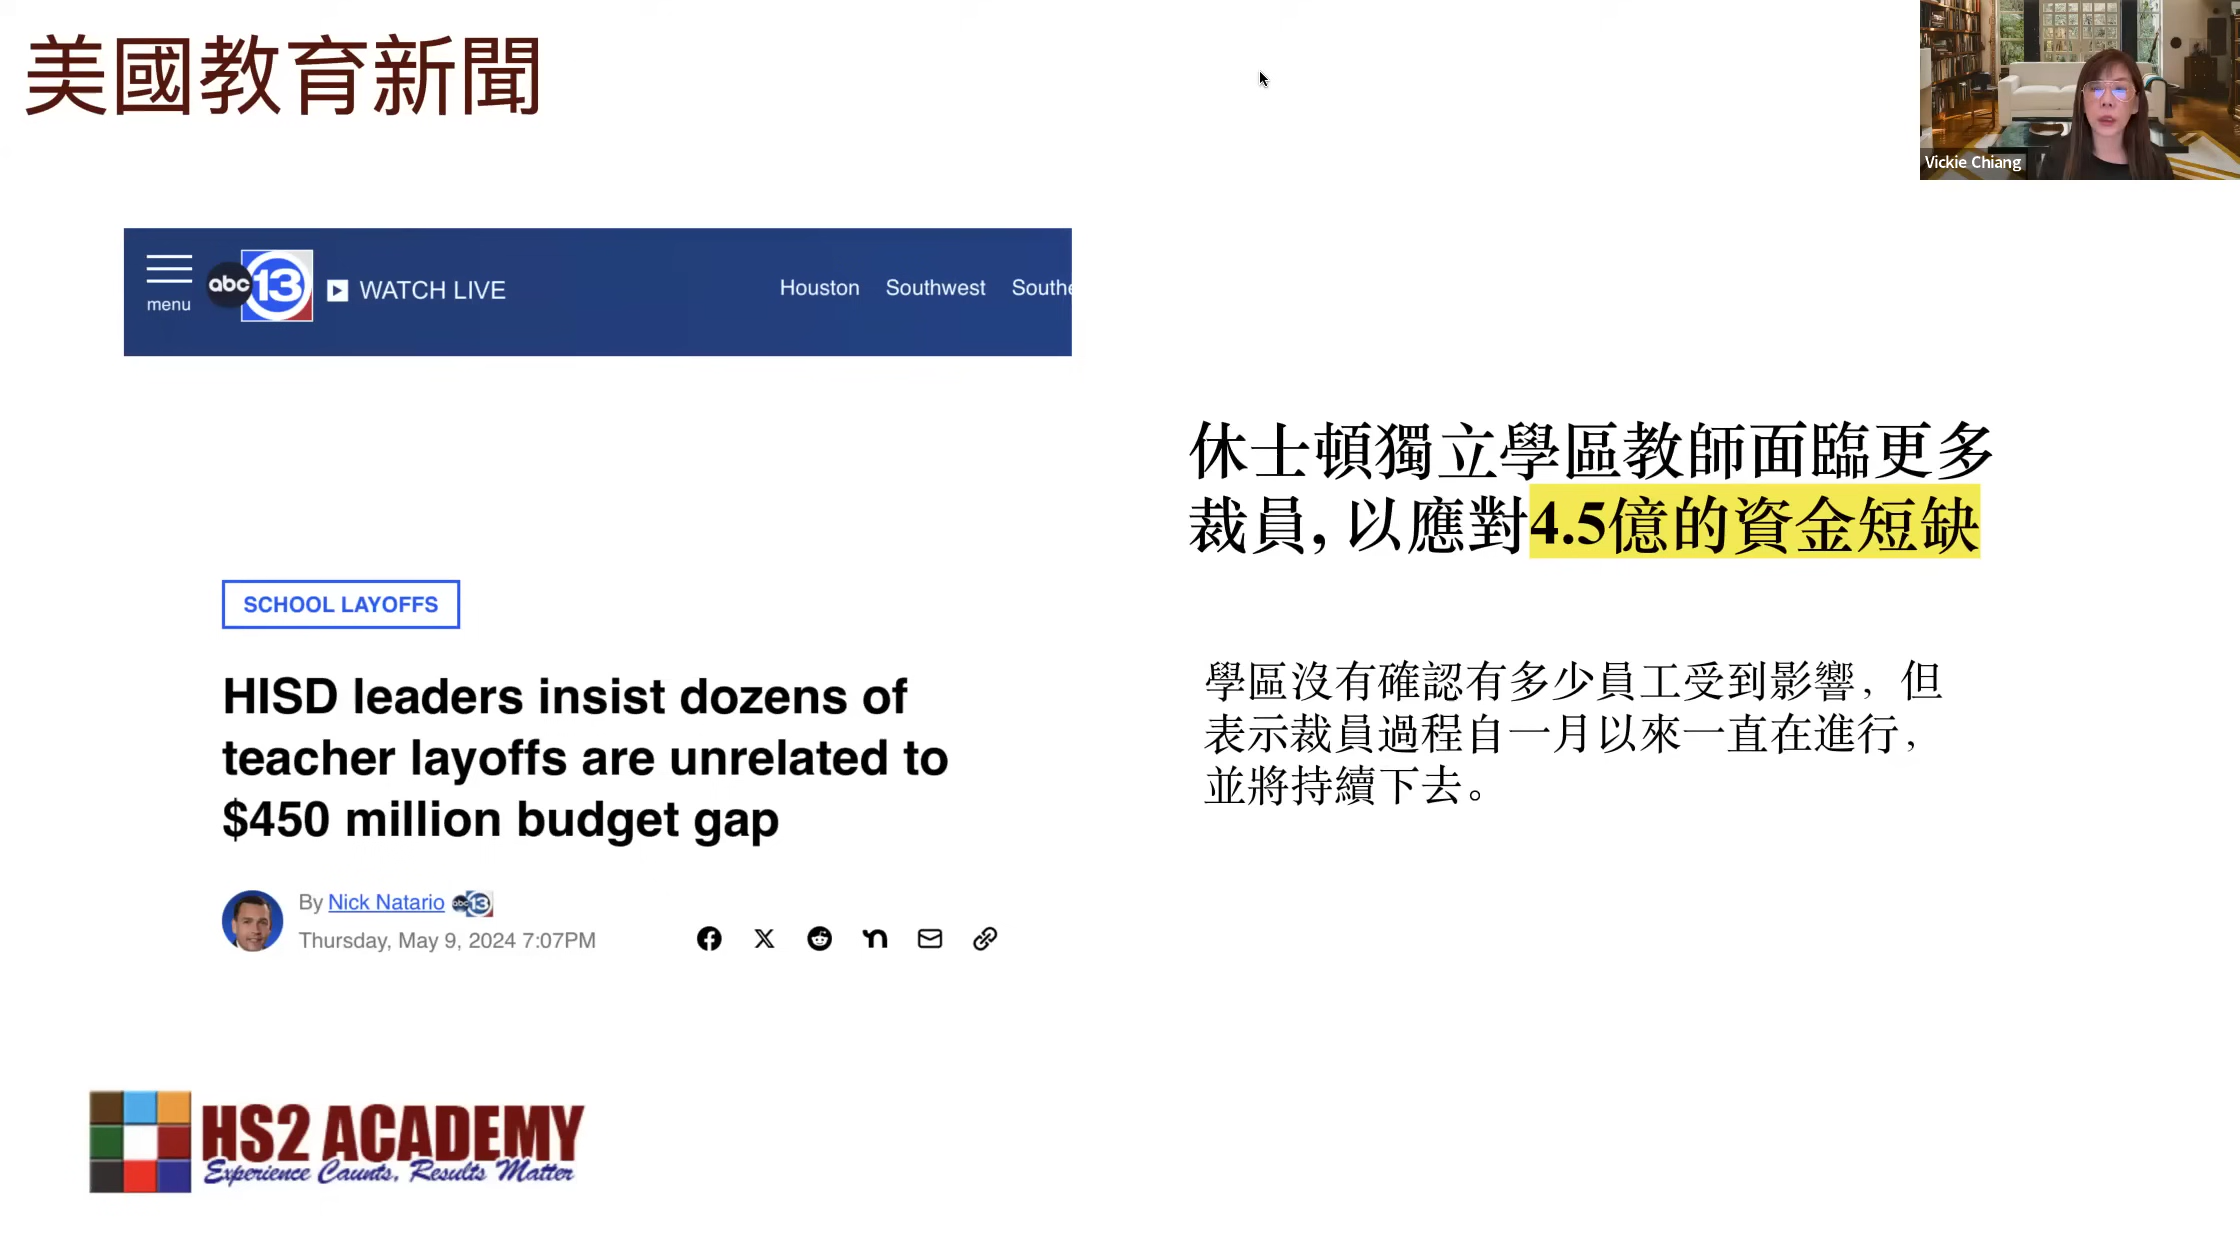 美國教育新聞
Vickie Chiang
menu
abc 13
WATCH LIVE
Houston Southwest Southe
SCHOOL LAYOFFS
HISD leaders insist dozens of
teacher layoffs are unrelated to
$450 million budget gap
By Nick Natario abc13
Thursday, May 9, 2024 7:07PM
休士頓獨立學區教師面臨更多
裁員, 以應對4.5億的資金短缺
學區沒有確認有多少員工受到影響，但
表示裁員過程自一月以來一直在進行，
並將持續下去。
HS2 ACADEMY
Experience Counts, Results Matter